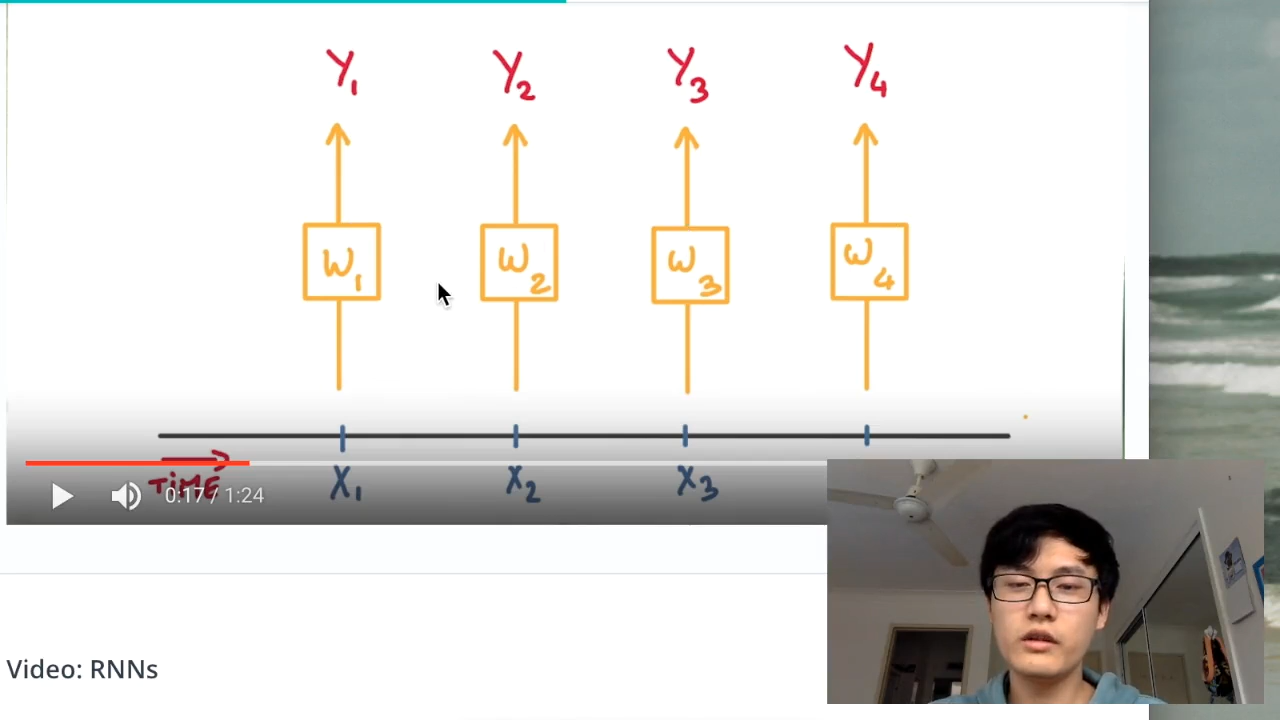 Y1 Y2 Y3 Y4
W1 W2 W3 W4
X1 X2 X3
TiME
0:17 / 1:24
Video: RNNs